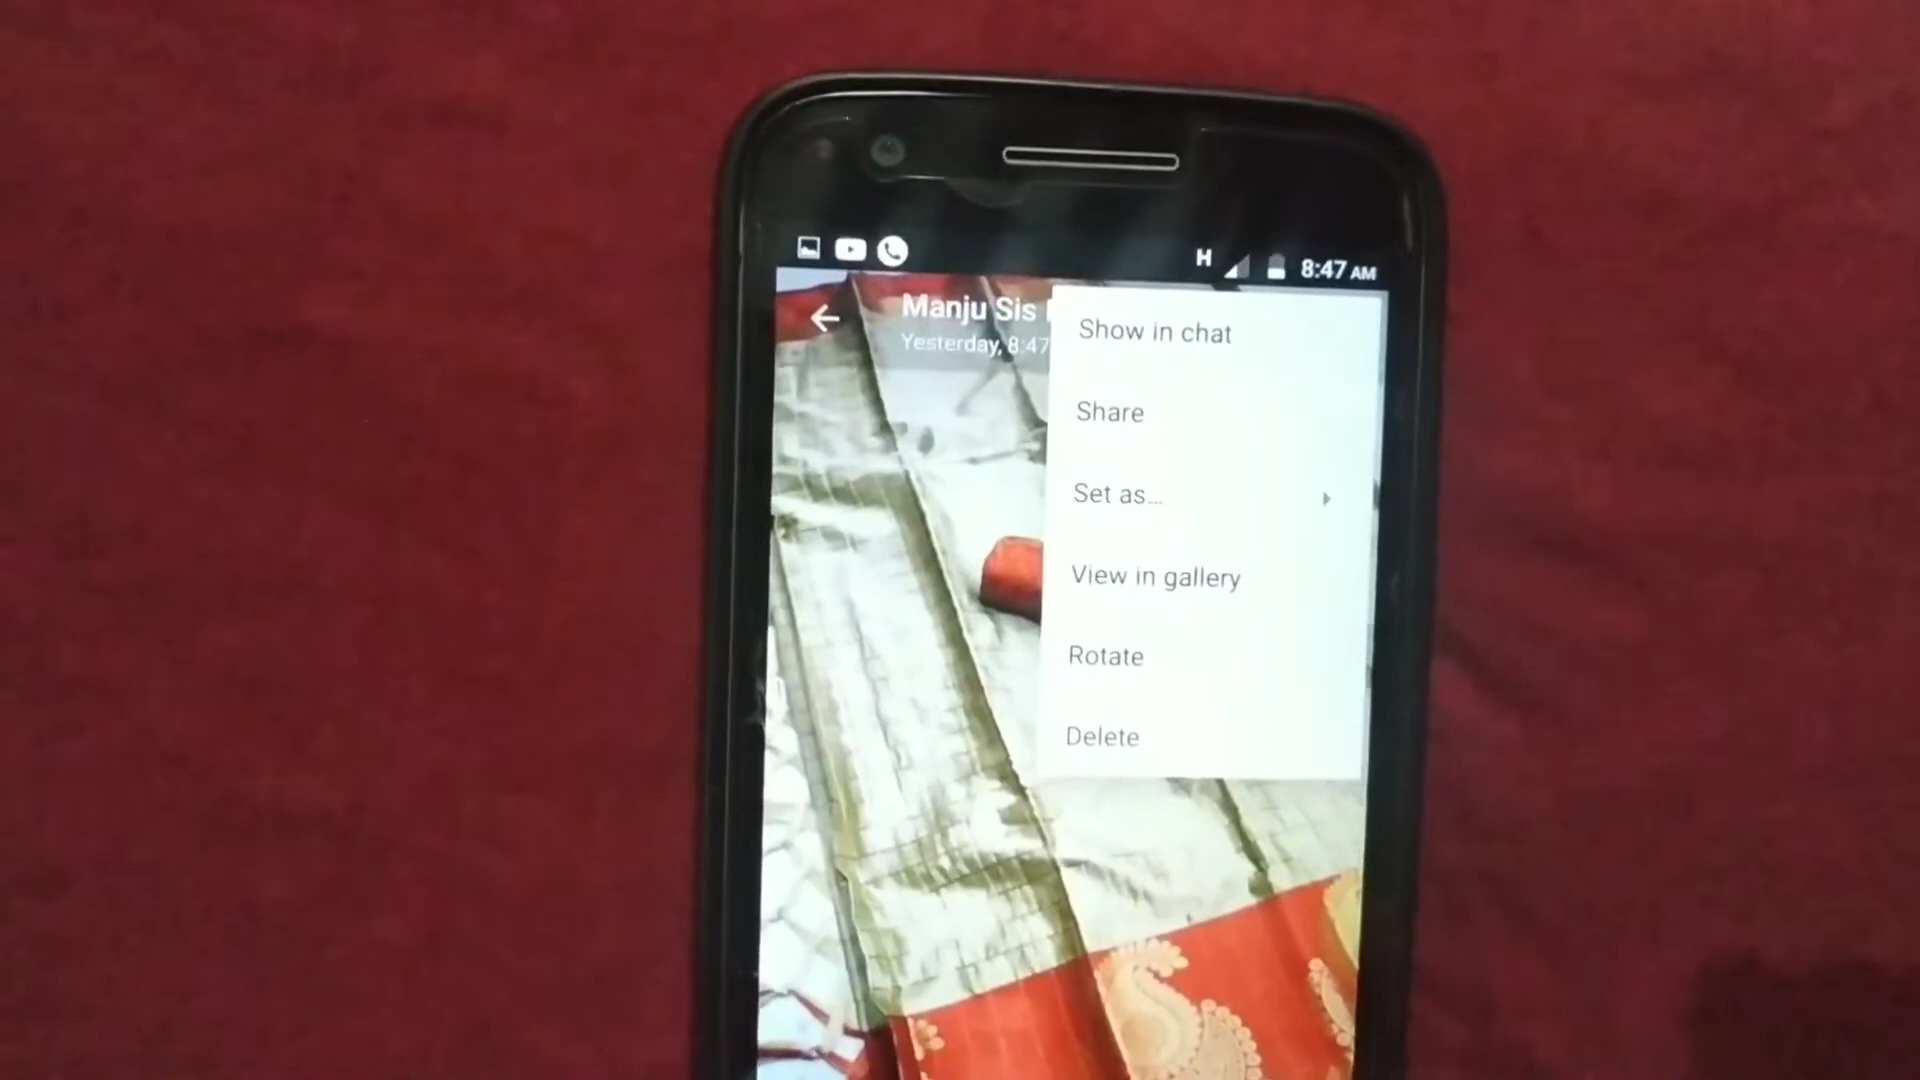 H 8:47 AM
Manju Sis
Yesterday, 8:47
Show in chat
Share
Set as...
View in gallery
Rotate
Delete